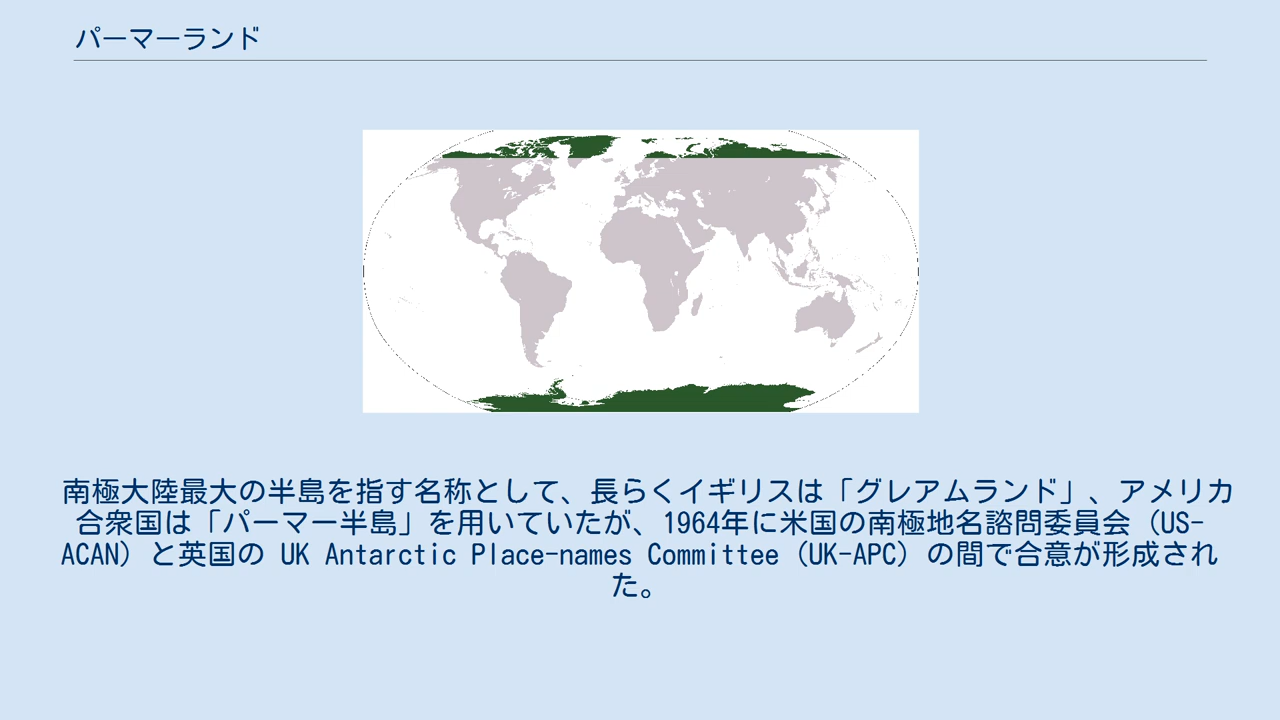 パーマーランド
南極大陸最大の半島を指す名称として、長らくイギリスは「グレアムランド」、アメリカ
合衆国は「パーマー半島」を用いていたが、1964年に米国の南極地名諮問委員会（US-
ACAN）と英国の UK Antarctic Place-names Committee（UK-APC）の間で合意が形成され
た。